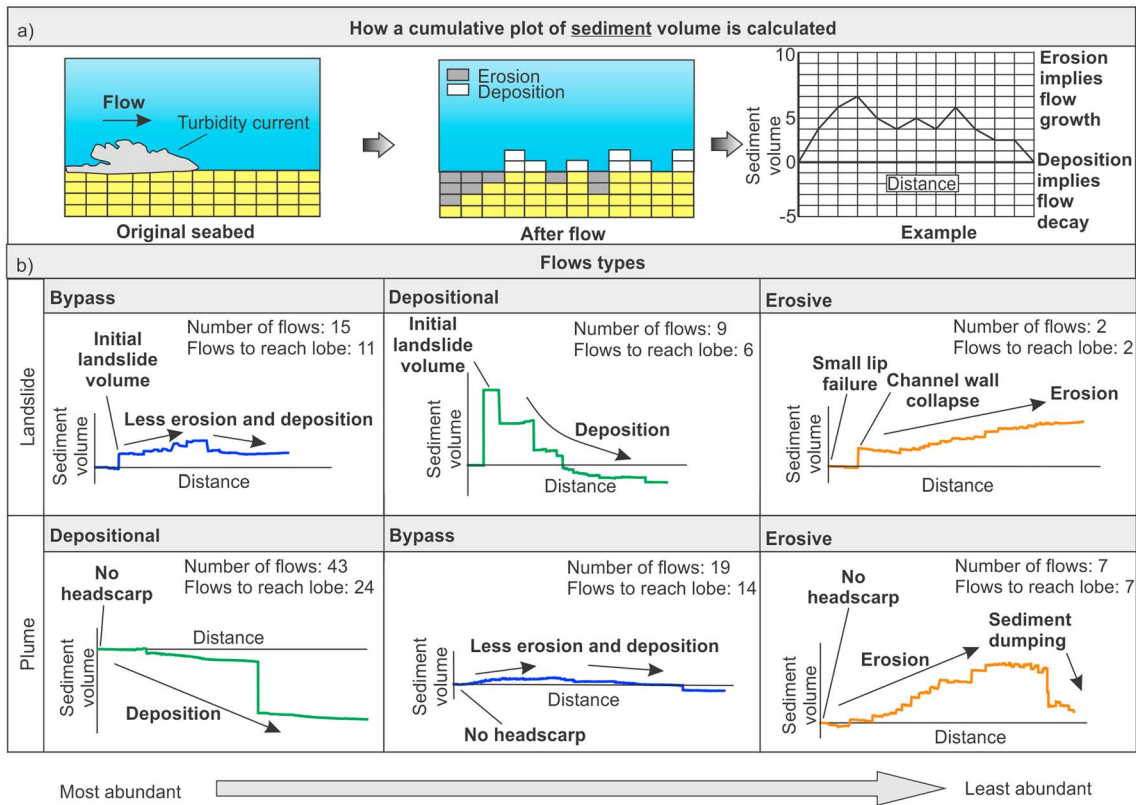 a)
How a cumulative plot of sediment volume is calculated
Flow
Turbidity current
Original seabed
Erosion
Deposition
After flow
10
5
0
-5
Sediment
volume
Distance
Example
Erosion
implies
flow
growth
Deposition
implies
flow
decay
b)
Flows types
Landslide
Bypass
Number of flows: 15
Flows to reach lobe: 11
Initial
landslide
volume
Less erosion and deposition
Sediment
volume
Distance
Depositional
Number of flows: 9
Flows to reach lobe: 6
Initial
landslide
volume
Deposition
Sediment
volume
Distance
Erosive
Number of flows: 2
Flows to reach lobe: 2
Small lip
failure
Channel wall
collapse
Erosion
Sediment
volume
Distance
Plume
Depositional
Number of flows: 43
Flows to reach lobe: 24
No
headscarp
Distance
Sediment
volume
Deposition
Bypass
Number of flows: 19
Flows to reach lobe: 14
Less erosion and deposition
Sediment
volume
Distance
No headscarp
Erosive
Number of flows: 7
Flows to reach lobe: 7
No
headscarp
Sediment
dumping
Erosion
Sediment
volume
Distance
Most abundant
Least abundant